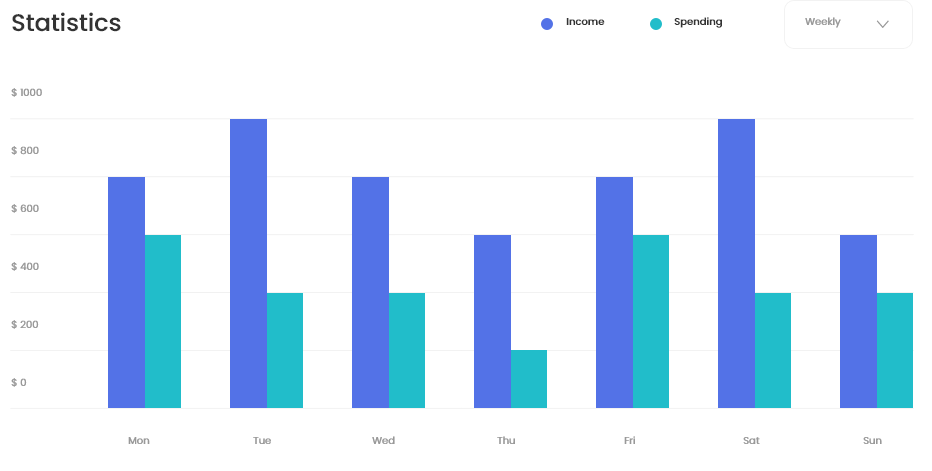 Statistics
Income
Spending
Weekly
$ 1000
$ 800
$ 600
$ 400
$ 200
$ 0
Mon Tue Wed Thu Fri Sat Sun